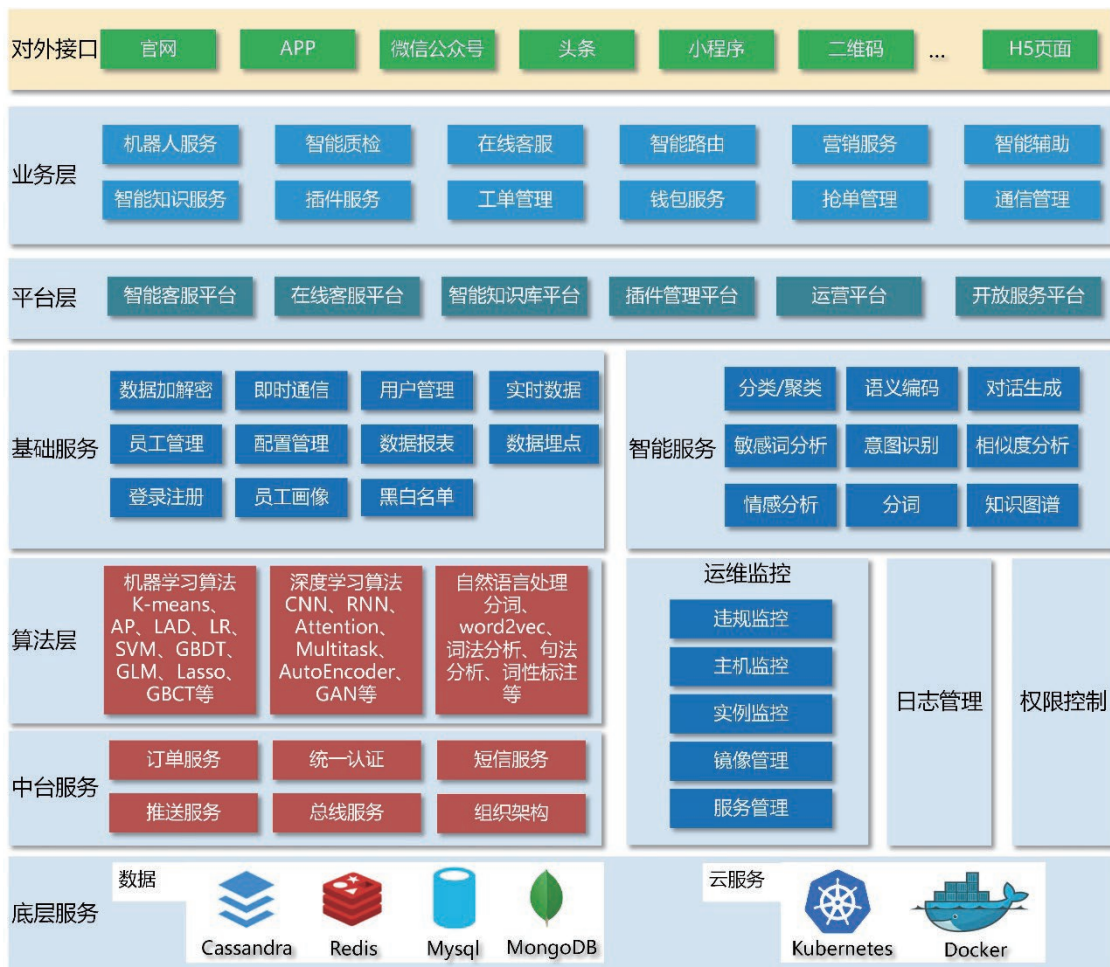 对外接口
官网
APP
微信公众号
头条
小程序
二维码
...
H5页面
业务层
机器人服务
智能质检
在线客服
智能路由
营销服务
智能辅助
智能知识服务
插件服务
工单管理
钱包服务
抢单管理
通信管理
平台层
智能客服平台
在线客服平台
智能知识库平台
插件管理平台
运营平台
开放服务平台
基础服务
数据加解密
即时通信
用户管理
实时数据
员工管理
配置管理
数据报表
数据埋点
登录注册
员工画像
黑白名单
智能服务
分类/聚类
语义编码
对话生成
敏感词分析
意图识别
相似度分析
情感分析
分词
知识图谱
算法层
机器学习算法
K-means、
AP、LAD、LR、
SVM、GBDT、
GLM、Lasso、
GBCT等
深度学习算法
CNN、RNN、
Attention、
Multitask、
AutoEncoder、
GAN等
自然语言处理
分词、
word2vec、
词法分析、句法
分析、词性标注
等
运维监控
违规监控
主机监控
实例监控
镜像管理
服务管理
日志管理
权限控制
中台服务
订单服务
统一认证
短信服务
推送服务
总线服务
组织架构
底层服务
数据
Cassandra
Redis
Mysql
MongoDB
云服务
Kubernetes
Docker